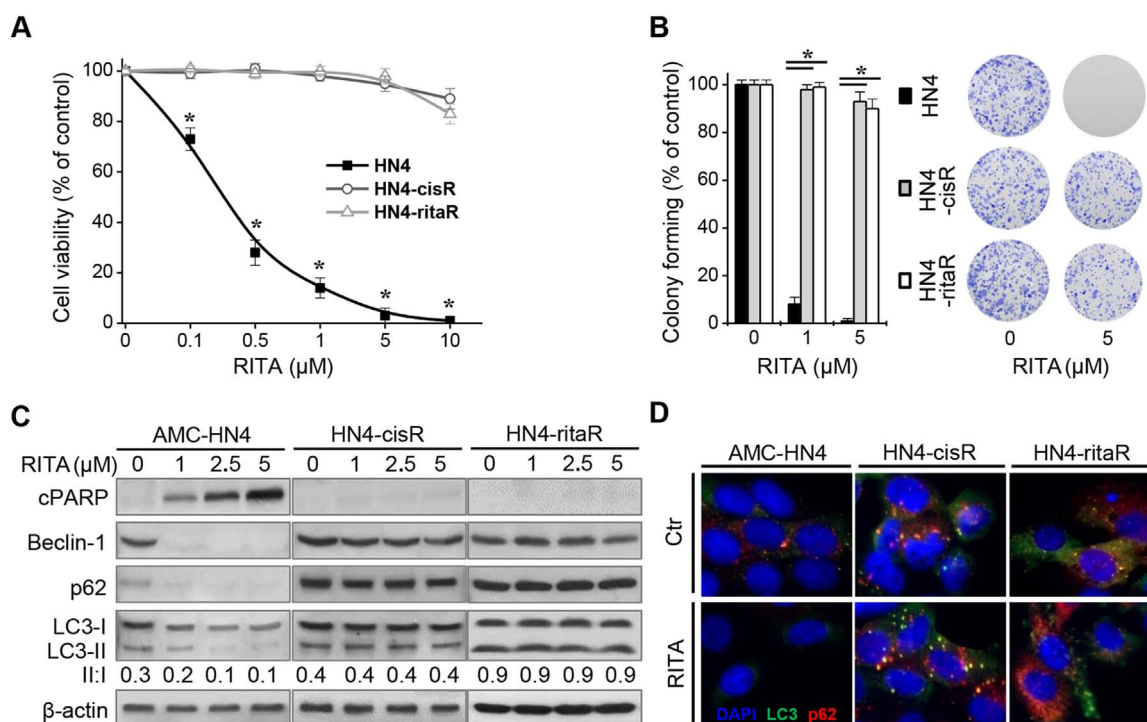 A
Cell viability (% of control)
100
80
60
40
20
0
* * * * *
HN4
HN4-cisR
HN4-ritaR
0 0.1 0.5 1 5 10
RITA (µM)
B
Colony forming (% of control)
100
80
60
40
20
0
* *
0 1 5
RITA (µM)
HN4
HN4
-cisR
HN4
-ritaR
0 5
RITA (µM)
C
AMC-HN4 HN4-cisR HN4-ritaR
RITA (µM) 0 1 2.5 5 0 1 2.5 5 0 1 2.5 5
cPARP
Beclin-1
p62
LC3-I
LC3-II
II:I 0.3 0.2 0.1 0.1 0.4 0.4 0.4 0.4 0.9 0.9 0.9 0.9
β-actin
D
AMC-HN4 HN4-cisR HN4-ritaR
Ctr
RITA
DAPI LC3 p62